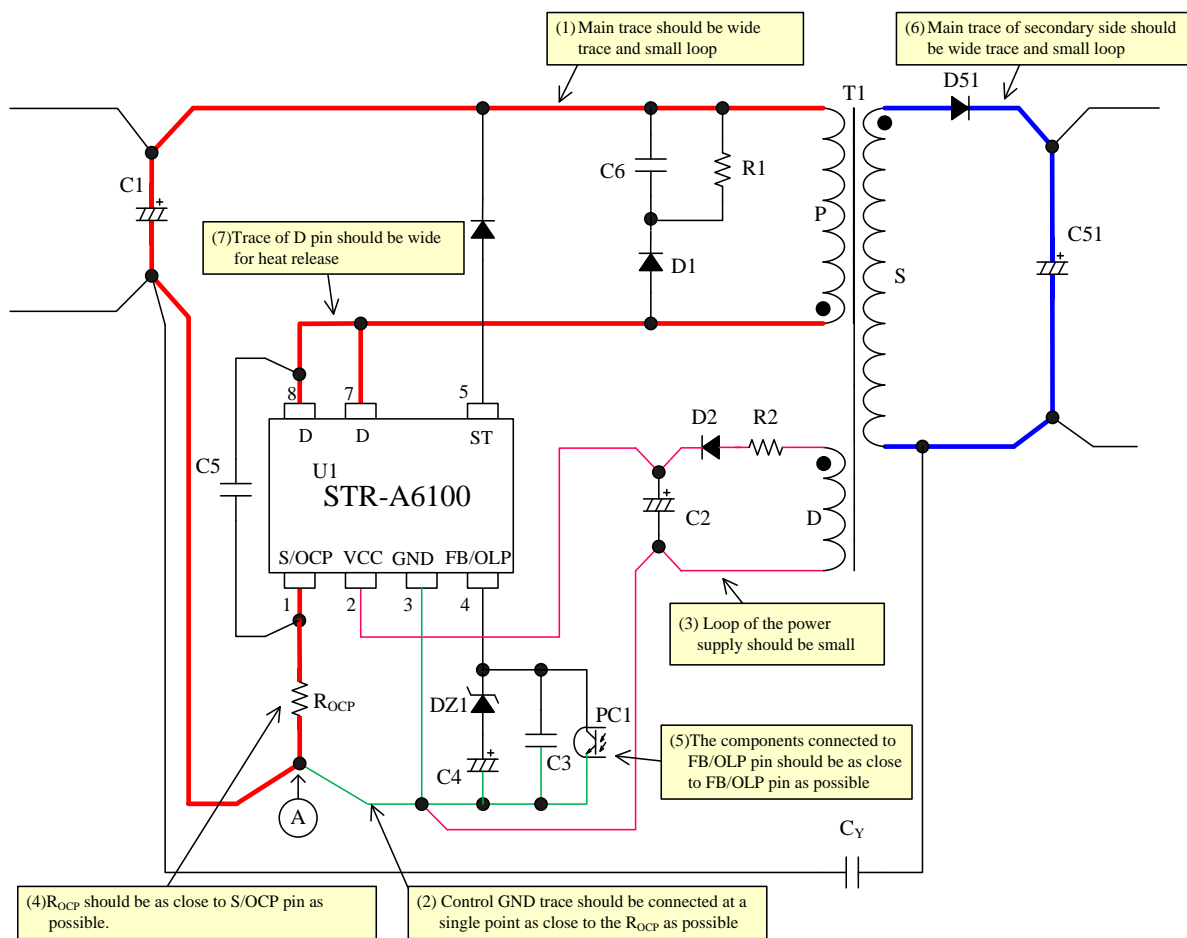 (1) Main trace should be wide
trace and small loop
(6) Main trace of secondary side should
be wide trace and small loop
D51
T1
C1
C6
R1
P
(7)Trace of D pin should be wide
for heat release
D1
S
C51
8
7
5
D
D
ST
D2
R2
C5
U1
STR-A6100
C2
D
S/OCP
VCC
GND
FB/OLP
1
2
3
4
(3) Loop of the power
supply should be small
ROCP
DZ1
PC1
C4
C3
(5)The components connected to
FB/OLP pin should be as close
to FB/OLP pin as possible
A
CY
(4)ROCP should be as close to S/OCP pin as
possible.
(2) Control GND trace should be connected at a
single point as close to the ROCP as possible